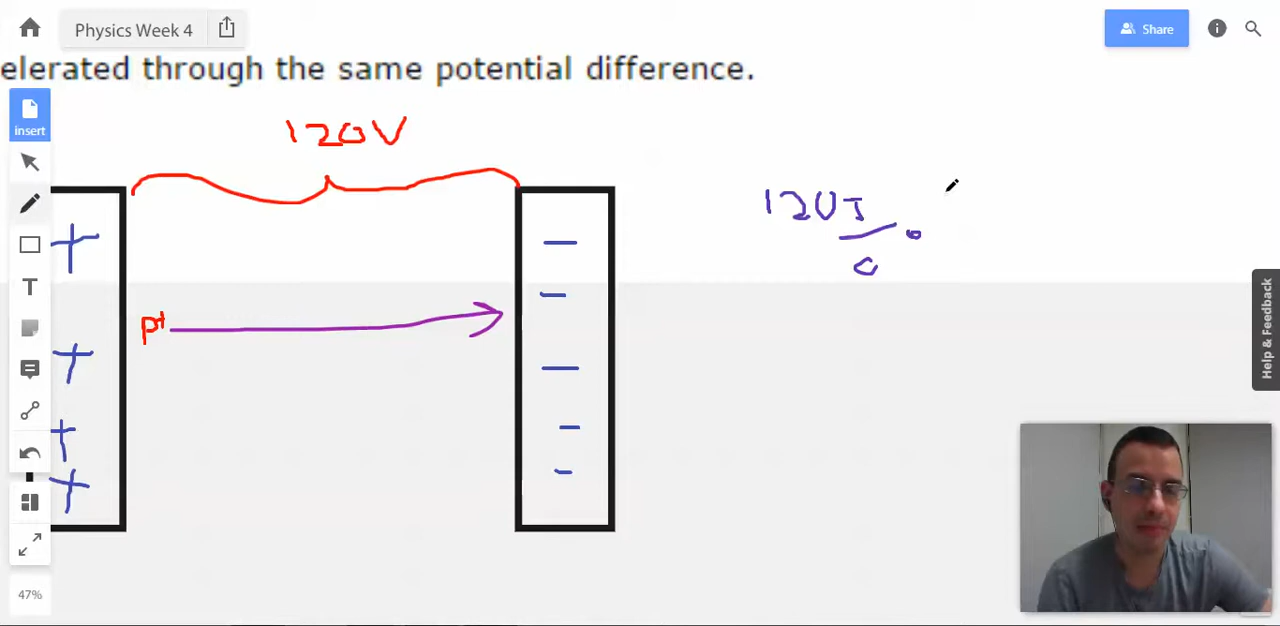 Physics Week 4
Share
elerated through the same potential difference.
insert
120V
120J
C
+
+
+
+
p+
T
Help & Feedback
47%